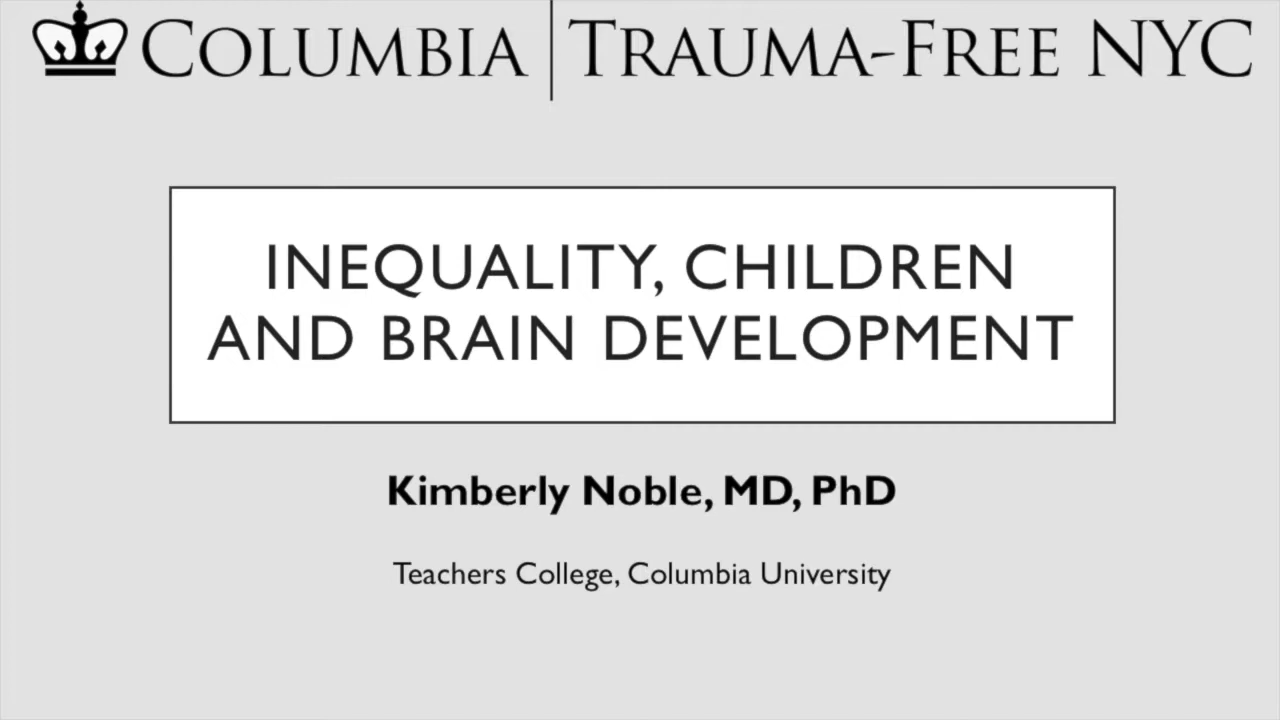 COLUMBIA | TRAUMA-FREE NYC
INEQUALITY, CHILDREN
AND BRAIN DEVELOPMENT
Kimberly Noble, MD, PhD
Teachers College, Columbia University